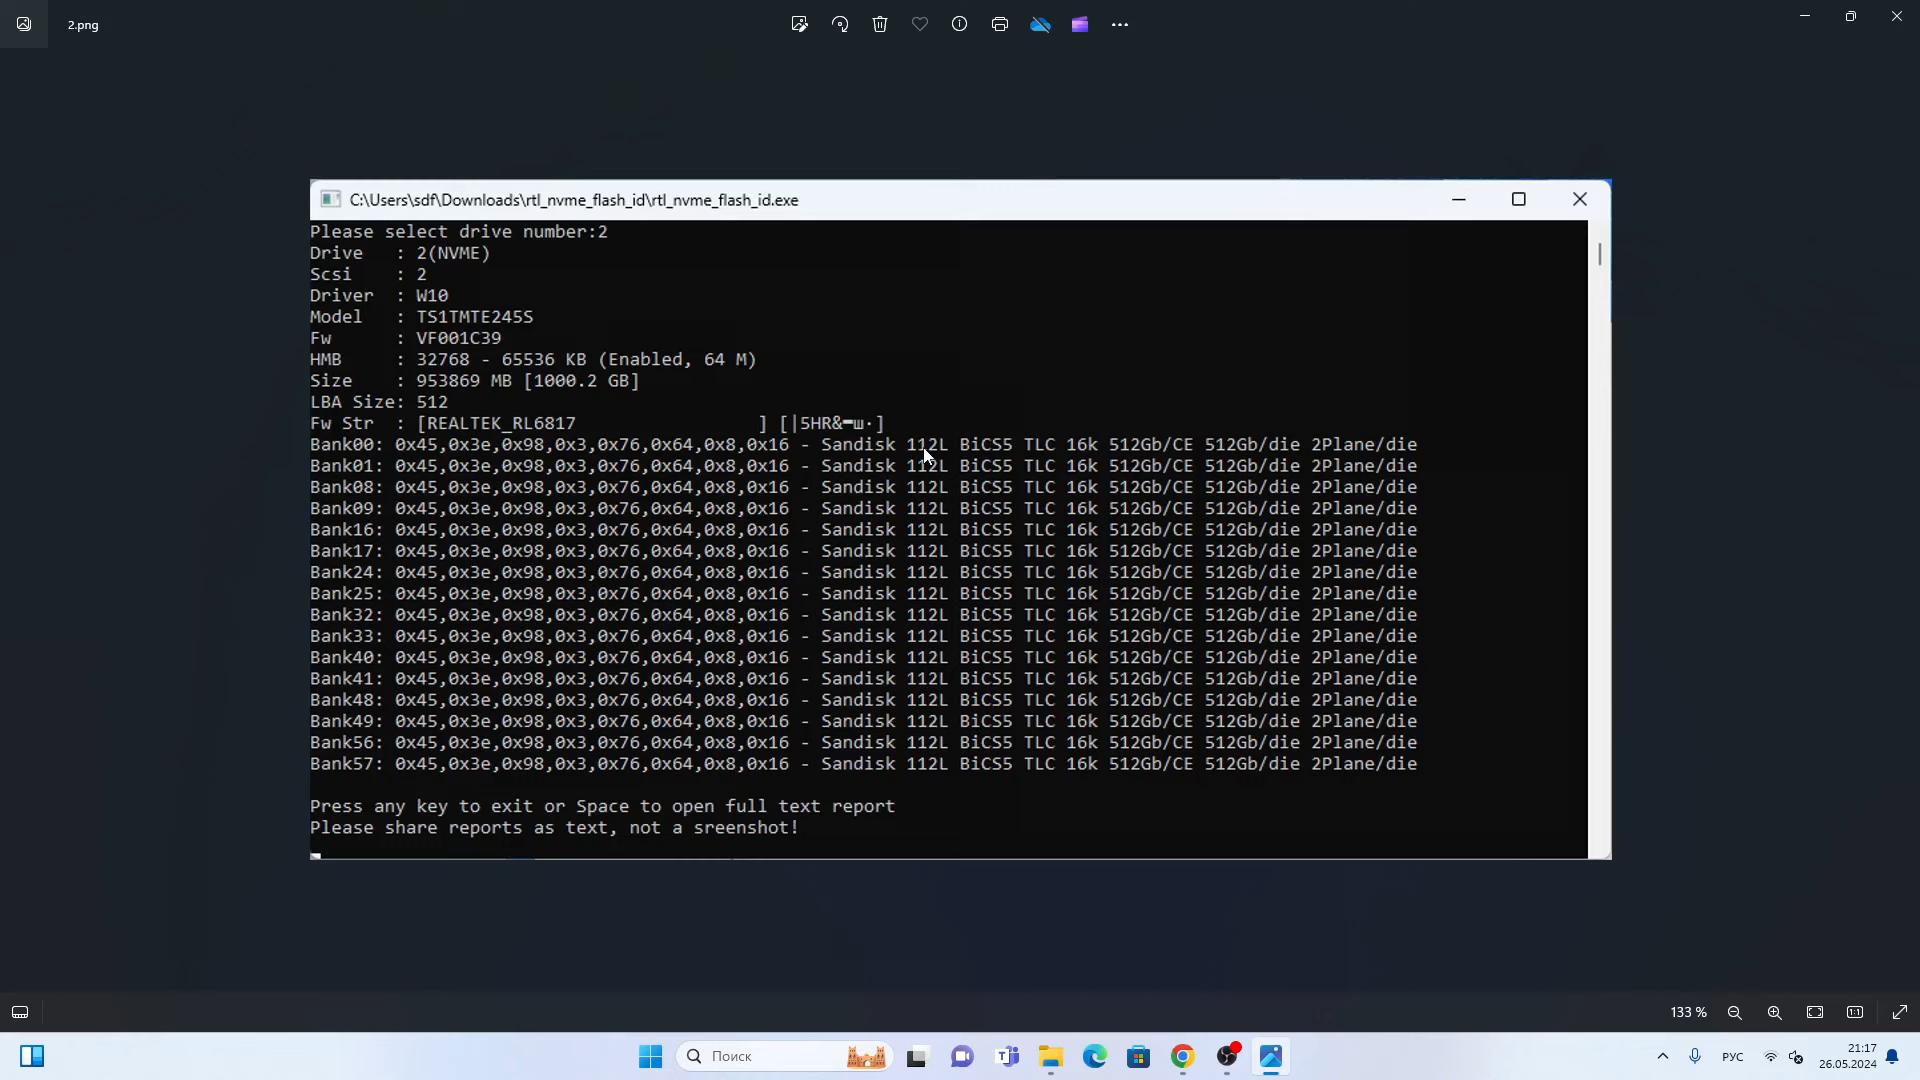 2.png
C:\Users\sdf\Downloads\rtl_nvme_flash_id\rtl_nvme_flash_id.exe
Please select drive number:2
Drive   : 2(NVME)
Scsi    : 2
Driver  : W10
Model   : TS1TMTE245S
Fw      : VF001C39
HMB     : 32768 - 65536 KB (Enabled, 64 M)
Size    : 953869 MB [1000.2 GB]
LBA Size: 512
Fw Str  : [REALTEK_RL6817                 ] [|5HR&━ш·]
Bank00: 0x45,0x3e,0x98,0x3,0x76,0x64,0x8,0x16 - Sandisk 112L BiCS5 TLC 16k 512Gb/CE 512Gb/die 2Plane/die
Bank01: 0x45,0x3e,0x98,0x3,0x76,0x64,0x8,0x16 - Sandisk 112L BiCS5 TLC 16k 512Gb/CE 512Gb/die 2Plane/die
Bank08: 0x45,0x3e,0x98,0x3,0x76,0x64,0x8,0x16 - Sandisk 112L BiCS5 TLC 16k 512Gb/CE 512Gb/die 2Plane/die
Bank09: 0x45,0x3e,0x98,0x3,0x76,0x64,0x8,0x16 - Sandisk 112L BiCS5 TLC 16k 512Gb/CE 512Gb/die 2Plane/die
Bank16: 0x45,0x3e,0x98,0x3,0x76,0x64,0x8,0x16 - Sandisk 112L BiCS5 TLC 16k 512Gb/CE 512Gb/die 2Plane/die
Bank17: 0x45,0x3e,0x98,0x3,0x76,0x64,0x8,0x16 - Sandisk 112L BiCS5 TLC 16k 512Gb/CE 512Gb/die 2Plane/die
Bank24: 0x45,0x3e,0x98,0x3,0x76,0x64,0x8,0x16 - Sandisk 112L BiCS5 TLC 16k 512Gb/CE 512Gb/die 2Plane/die
Bank25: 0x45,0x3e,0x98,0x3,0x76,0x64,0x8,0x16 - Sandisk 112L BiCS5 TLC 16k 512Gb/CE 512Gb/die 2Plane/die
Bank32: 0x45,0x3e,0x98,0x3,0x76,0x64,0x8,0x16 - Sandisk 112L BiCS5 TLC 16k 512Gb/CE 512Gb/die 2Plane/die
Bank33: 0x45,0x3e,0x98,0x3,0x76,0x64,0x8,0x16 - Sandisk 112L BiCS5 TLC 16k 512Gb/CE 512Gb/die 2Plane/die
Bank40: 0x45,0x3e,0x98,0x3,0x76,0x64,0x8,0x16 - Sandisk 112L BiCS5 TLC 16k 512Gb/CE 512Gb/die 2Plane/die
Bank41: 0x45,0x3e,0x98,0x3,0x76,0x64,0x8,0x16 - Sandisk 112L BiCS5 TLC 16k 512Gb/CE 512Gb/die 2Plane/die
Bank48: 0x45,0x3e,0x98,0x3,0x76,0x64,0x8,0x16 - Sandisk 112L BiCS5 TLC 16k 512Gb/CE 512Gb/die 2Plane/die
Bank49: 0x45,0x3e,0x98,0x3,0x76,0x64,0x8,0x16 - Sandisk 112L BiCS5 TLC 16k 512Gb/CE 512Gb/die 2Plane/die
Bank56: 0x45,0x3e,0x98,0x3,0x76,0x64,0x8,0x16 - Sandisk 112L BiCS5 TLC 16k 512Gb/CE 512Gb/die 2Plane/die
Bank57: 0x45,0x3e,0x98,0x3,0x76,0x64,0x8,0x16 - Sandisk 112L BiCS5 TLC 16k 512Gb/CE 512Gb/die 2Plane/die
Press any key to exit or Space to open full text report
Please share reports as text, not a sreenshot!
133 %
1:1
Поиск
РУС
21:17
26.05.2024